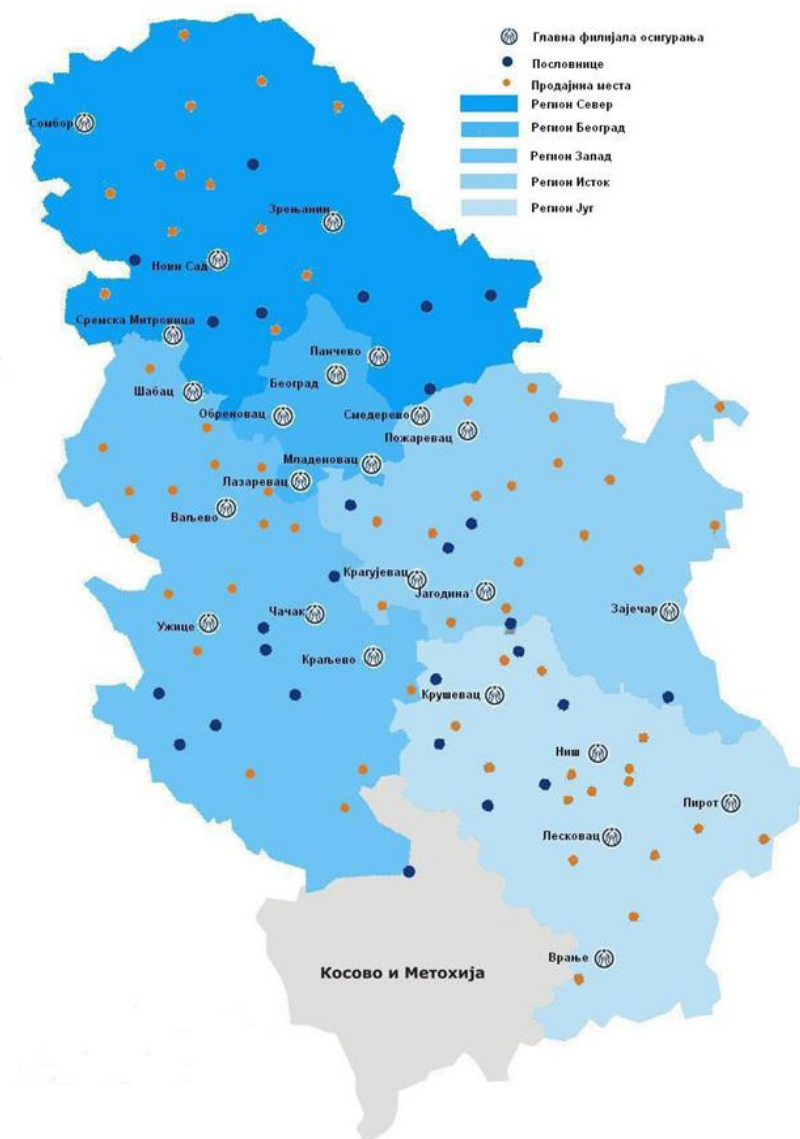 Главна филијала осигурања
Пословнице
Продајнна места
Регион Север
Регион Београд
Регион Запад
Регион Исток
Регион Југ
Сомбор
Зрењанин
Нови Сад
Сремска Митровица
Панчево
Београд
Шабац
Обреновац
Смедерево
Пожаревац
Младеновац
Лазаревац
Ваљево
Крагујевац
Јагодина
Чачак
Зајечар
Ужице
Краљево
Крушевац
Ниш
Пирот
Лесковац
Врање
Косово и Метохија